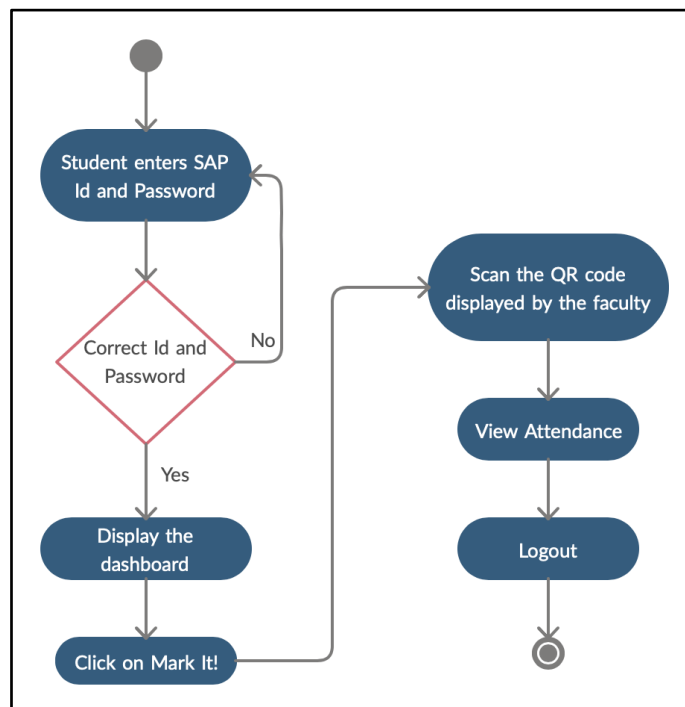 Student enters SAP
Id and Password
Correct Id and
Password
No
Yes
Display the
dashboard
Click on Mark It!
Scan the QR code
displayed by the faculty
View Attendance
Logout